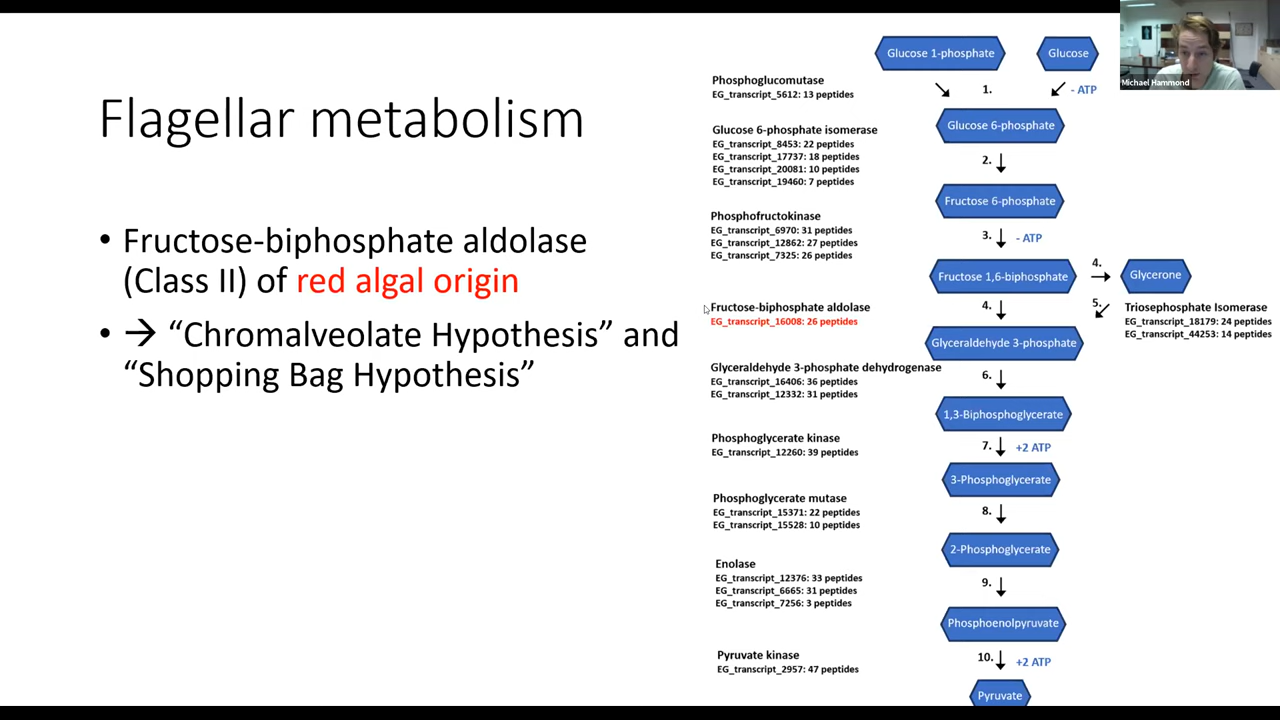 Flagellar metabolism
• Fructose-biphosphate aldolase
(Class II) of red algal origin
• → “Chromalveolate Hypothesis” and
“Shopping Bag Hypothesis”
Glucose 1-phosphate
Glucose
Phosphoglucomutase
EG_transcript_5612: 13 peptides
1.
- ATP
Glucose 6-phosphate
Glucose 6-phosphate isomerase
EG_transcript_8453: 22 peptides
EG_transcript_17737: 18 peptides
EG_transcript_20081: 10 peptides
EG_transcript_19460: 7 peptides
2.
Fructose 6-phosphate
Phosphofructokinase
EG_transcript_6970: 31 peptides
EG_transcript_12862: 27 peptides
EG_transcript_7325: 26 peptides
3.
- ATP
Fructose 1,6-biphosphate
4.
Glycerone
Fructose-biphosphate aldolase
EG_transcript_16008: 26 peptides
4.
5.
Triosephosphate Isomerase
EG_transcript_18179: 24 peptides
EG_transcript_44253: 14 peptides
Glyceraldehyde 3-phosphate
Glyceraldehyde 3-phosphate dehydrogenase
EG_transcript_16406: 36 peptides
EG_transcript_12332: 31 peptides
6.
1,3-Biphosphoglycerate
Phosphoglycerate kinase
EG_transcript_12260: 39 peptides
7.
+2 ATP
3-Phosphoglycerate
Phosphoglycerate mutase
EG_transcript_15371: 22 peptides
EG_transcript_15528: 10 peptides
8.
2-Phosphoglycerate
Enolase
EG_transcript_12376: 33 peptides
EG_transcript_6665: 31 peptides
EG_transcript_7256: 3 peptides
9.
Phosphoenolpyruvate
Pyruvate kinase
EG_transcript_2957: 47 peptides
10.
+2 ATP
Pyruvate
Michael Hammond